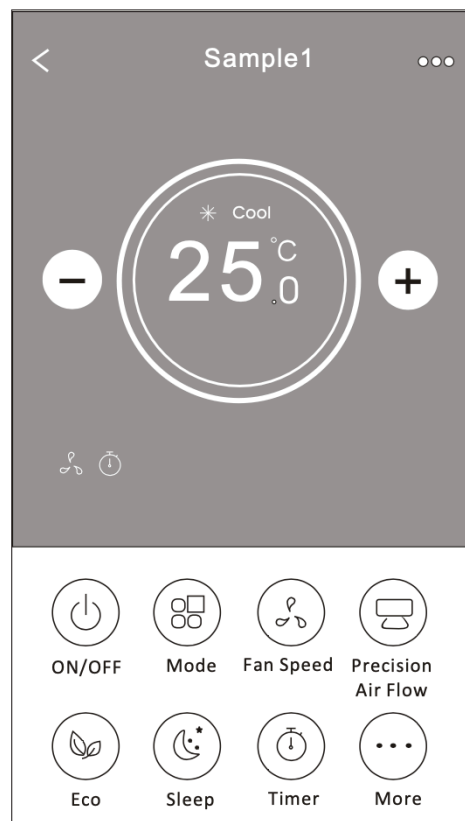 Sample1
Cool
25.0 °C
ON/OFF
Mode
Fan Speed
Precision
Air Flow
Eco
Sleep
Timer
More